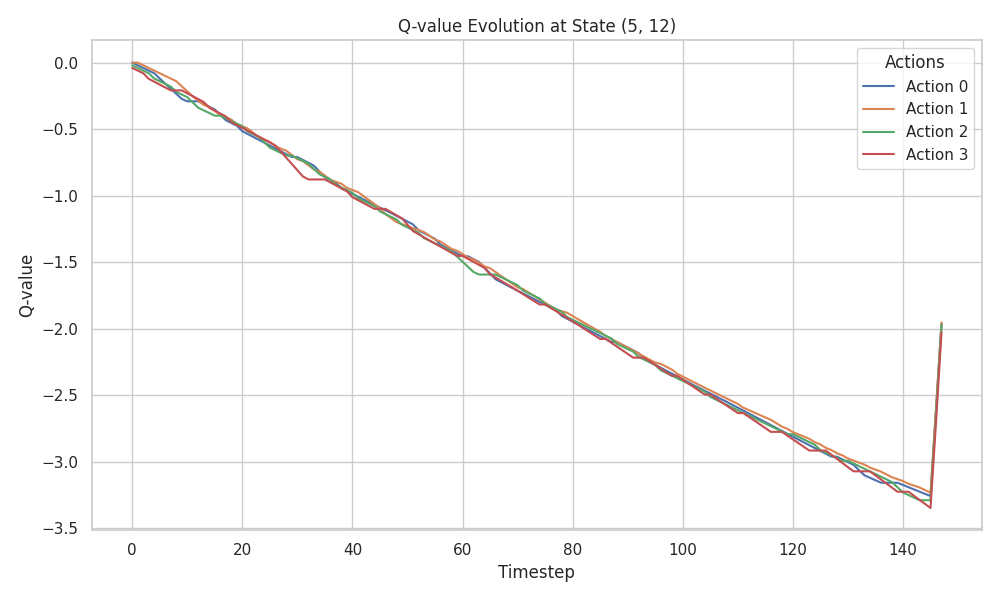 Q-value Evolution at State (5, 12)
Actions
Action 0
Action 1
Action 2
Action 3
Q-value
0.0
−0.5
−1.0
−1.5
−2.0
−2.5
−3.0
−3.5
0 20 40 60 80 100 120 140
Timestep